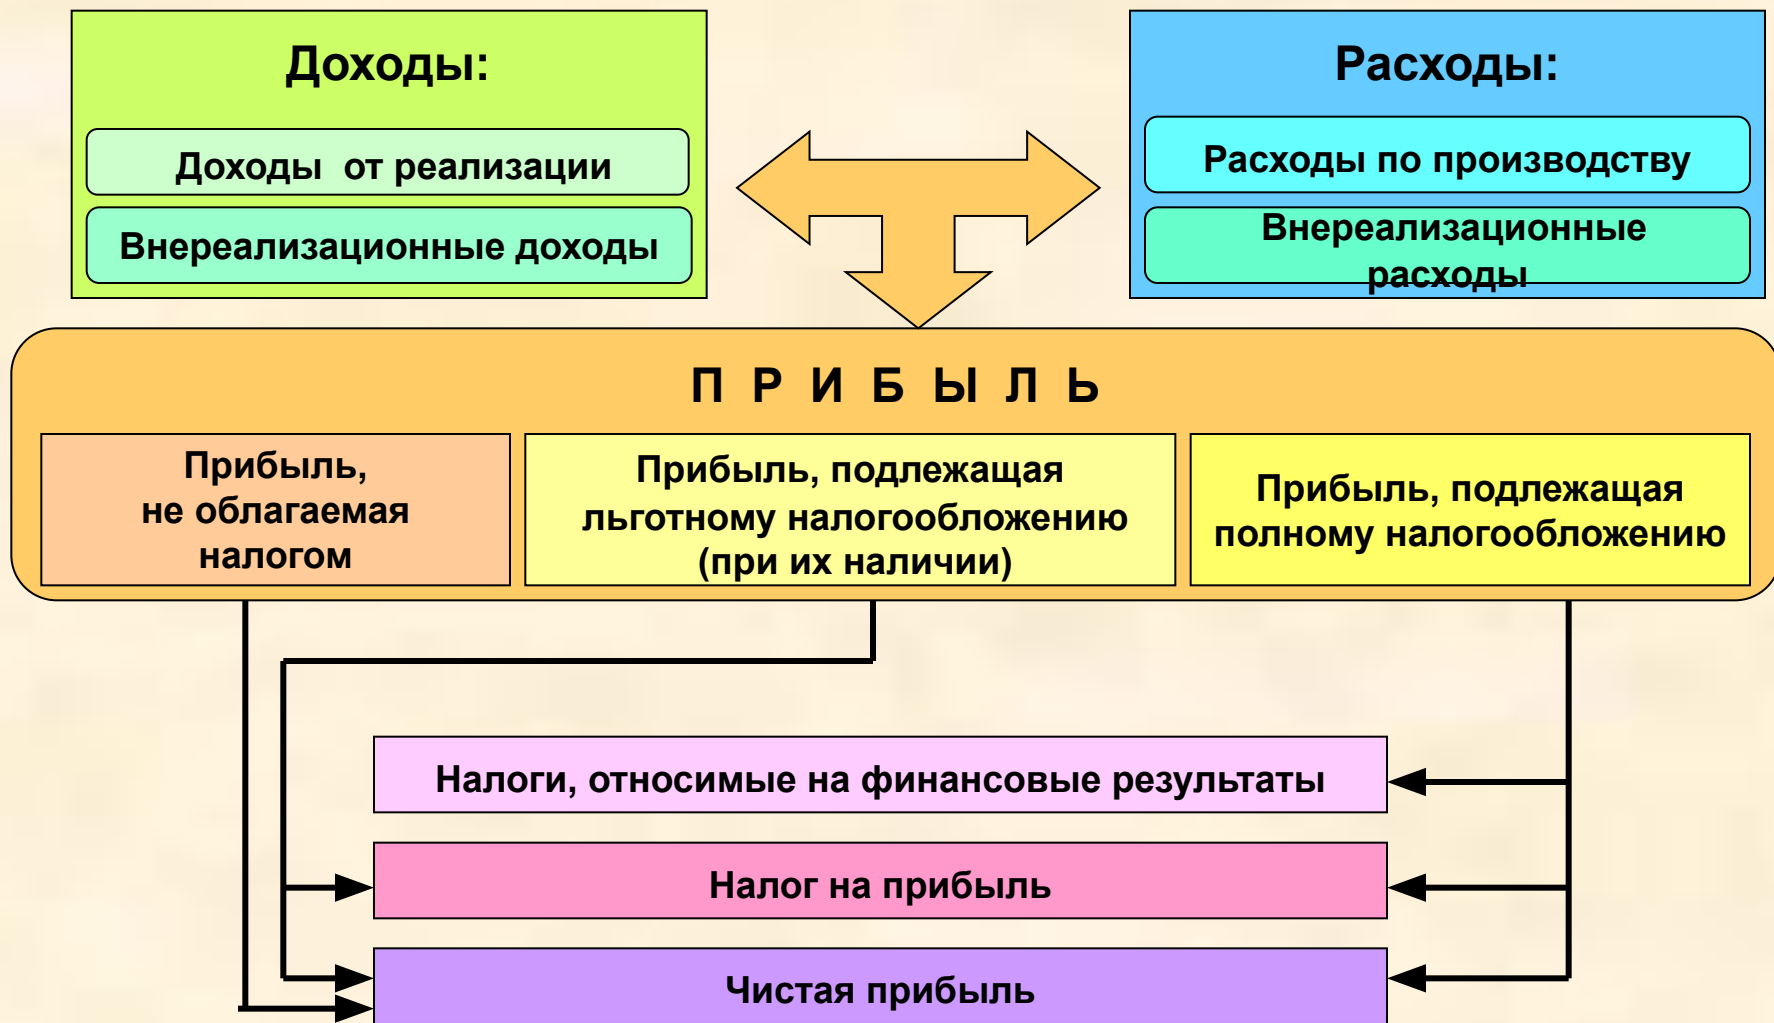 Доходы:
Доходы от реализации
Внереализационные доходы
Расходы:
Расходы по производству
Внереализационные
расходы
П Р И Б Ы Л Ь
Прибыль,
не облагаемая
налогом
Прибыль, подлежащая
льготному налогообложению
(при их наличии)
Прибыль, подлежащая
полному налогообложению
Налоги, относимые на финансовые результаты
Налог на прибыль
Чистая прибыль